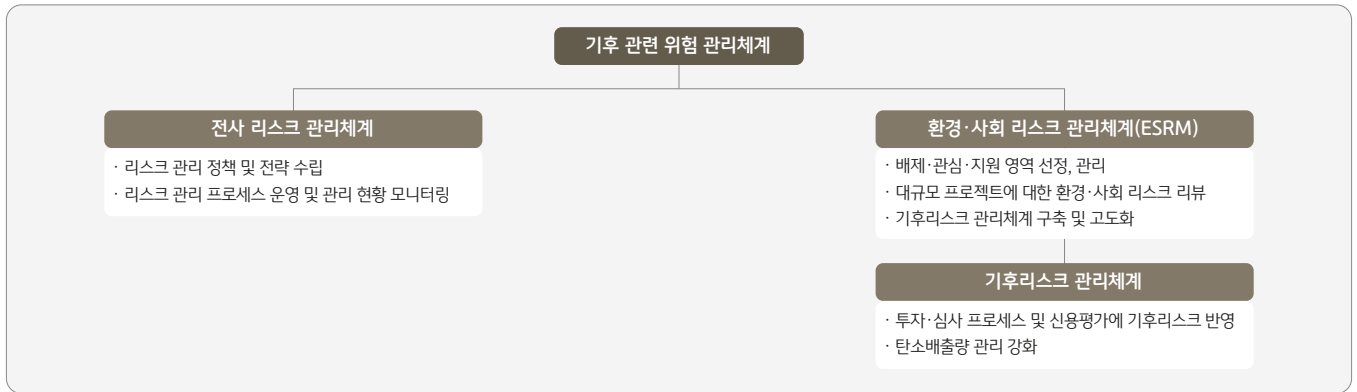 기후 관련 위험 관리체계
전사 리스크 관리체계
· 리스크 관리 정책 및 전략 수립
· 리스크 관리 프로세스 운영 및 관리 현황 모니터링
환경·사회 리스크 관리체계(ESRM)
· 배제·관심·지원 영역 선정, 관리
· 대규모 프로젝트에 대한 환경·사회 리스크 리뷰
· 기후리스크 관리체계 구축 및 고도화
기후리스크 관리체계
· 투자·심사 프로세스 및 신용평가에 기후리스크 반영
· 탄소배출량 관리 강화